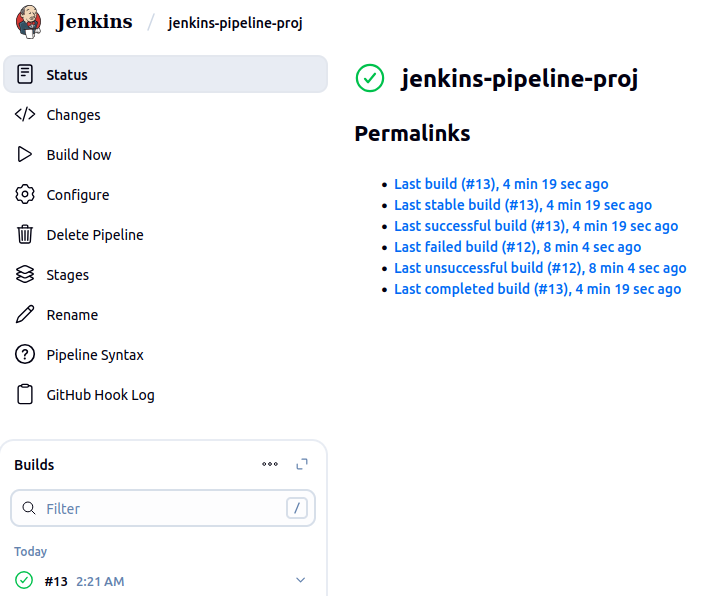 Jenkins / jenkins-pipeline-proj
Status
Changes
Build Now
Configure
Delete Pipeline
Stages
Rename
Pipeline Syntax
GitHub Hook Log
Builds
Filter /
Today
#13 2:21 AM
jenkins-pipeline-proj
Permalinks
Last build (#13), 4 min 19 sec ago
Last stable build (#13), 4 min 19 sec ago
Last successful build (#13), 4 min 19 sec ago
Last failed build (#12), 8 min 4 sec ago
Last unsuccessful build (#12), 8 min 4 sec ago
Last completed build (#13), 4 min 19 sec ago